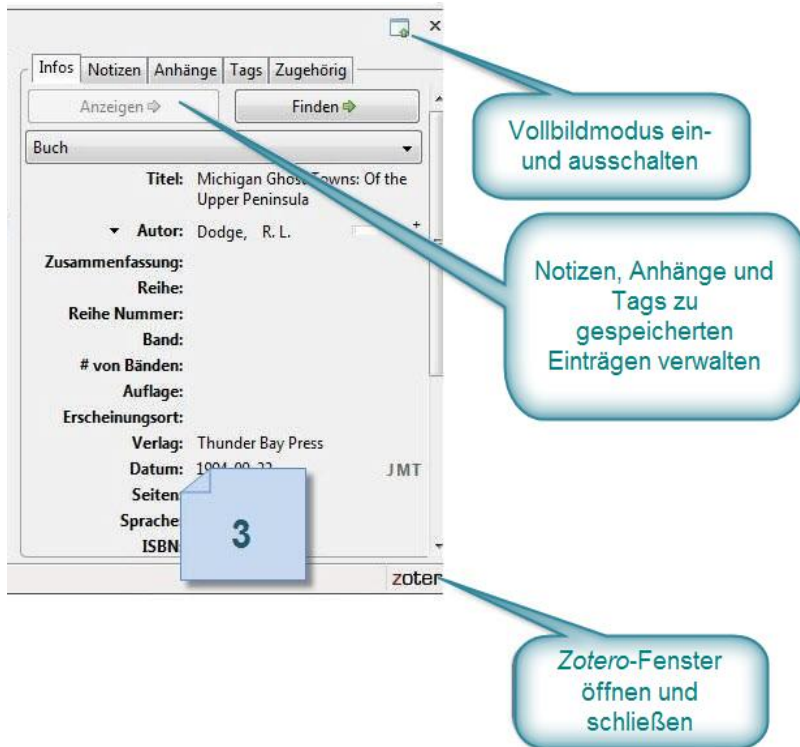 Infos Notizen Anhänge Tags Zugehörig
Anzeigen Finden
Buch
Titel: Michigan Ghost Towns: Of the
Upper Peninsula
Autor: Dodge, R. L.
Zusammenfassung:
Reihe:
Reihe Nummer:
Band:
# von Bänden:
Auflage:
Erscheinungsort:
Verlag: Thunder Bay Press
Datum: JMT
Seiten
Sprache
ISBN
3
zoter
Vollbildmodus ein-
und ausschalten
Notizen, Anhänge und
Tags zu
gespeicherten
Einträgen verwalten
Zotero-Fenster
öffnen und
schließen